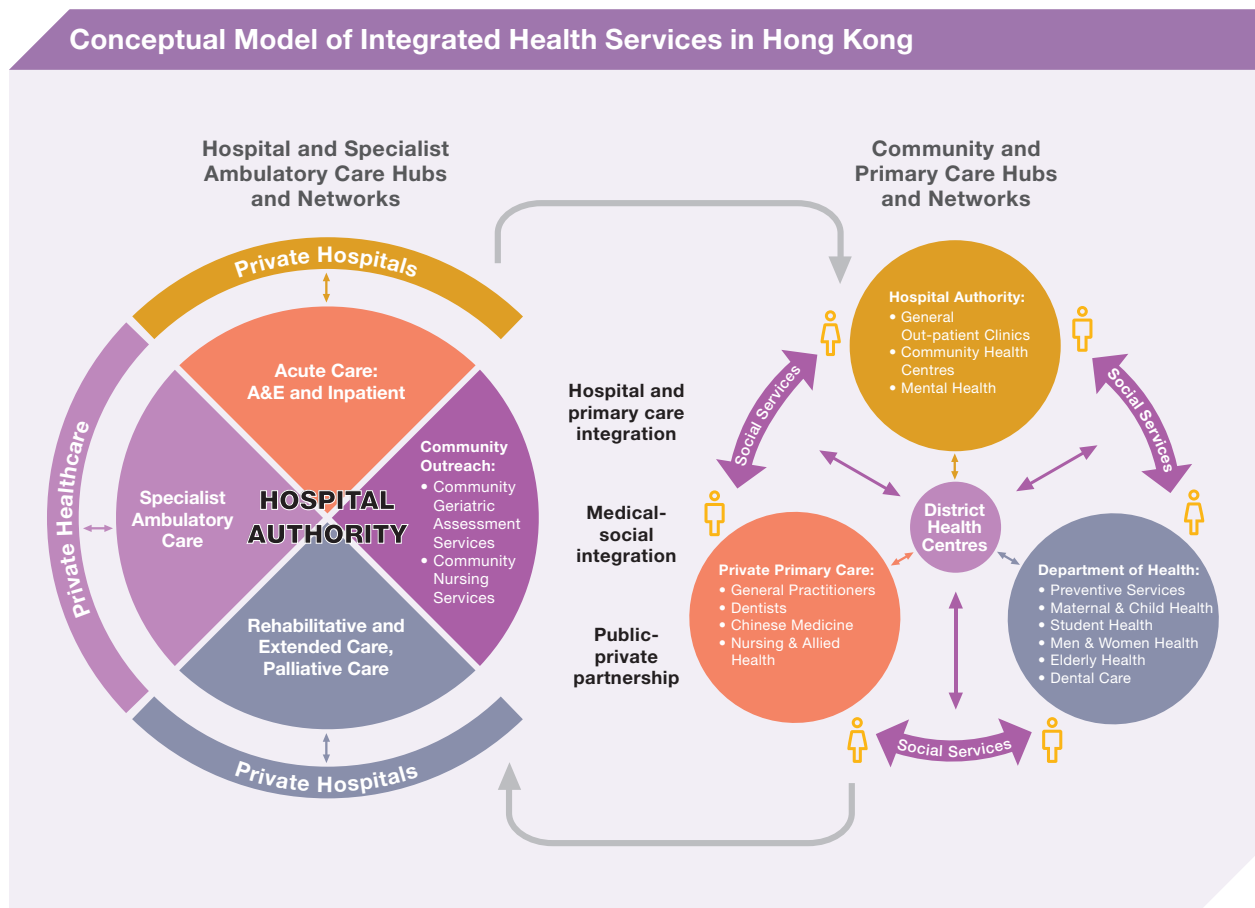 Conceptual Model of Integrated Health Services in Hong Kong
Hospital and Specialist
Ambulatory Care Hubs
and Networks
Private Hospitals
Private Healthcare
Acute Care:
A&E and Inpatient
Specialist
Ambulatory
Care
HOSPITAL
AUTHORITY
Community
Outreach:
• Community
Geriatric
Assessment
Services
• Community
Nursing
Services
Rehabilitative and
Extended Care,
Palliative Care
Private Hospitals
Hospital and
primary care
integration
Medical-
social
integration
Public-
private
partnership
Community and
Primary Care Hubs
and Networks
Hospital Authority:
• General
Out-patient Clinics
• Community Health
Centres
• Mental Health
Social Services
Social Services
District
Health
Centres
Private Primary Care:
• General Practitioners
• Dentists
• Chinese Medicine
• Nursing & Allied
Health
Department of Health:
• Preventive Services
• Maternal & Child Health
• Student Health
• Men & Women Health
• Elderly Health
• Dental Care
Social Services